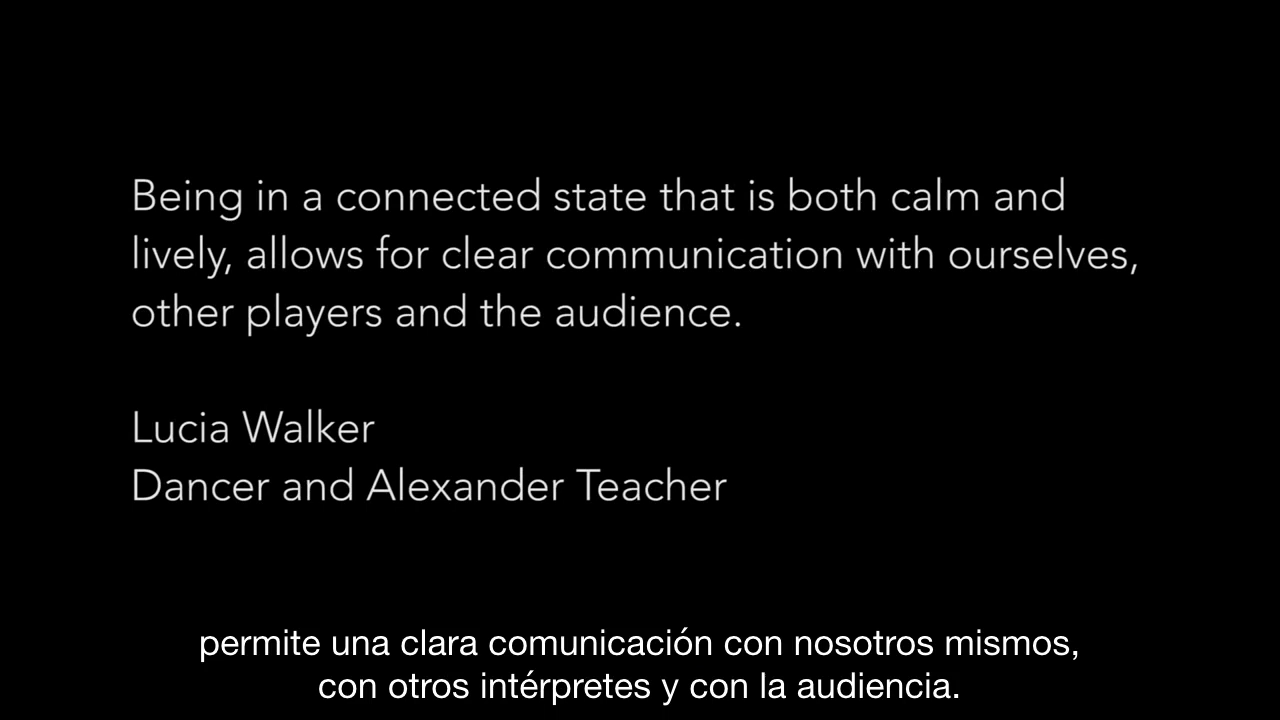 Being in a connected state that is both calm and
lively, allows for clear communication with ourselves,
other players and the audience.
Lucia Walker
Dancer and Alexander Teacher
permite una clara comunicación con nosotros mismos,
con otros intérpretes y con la audiencia.